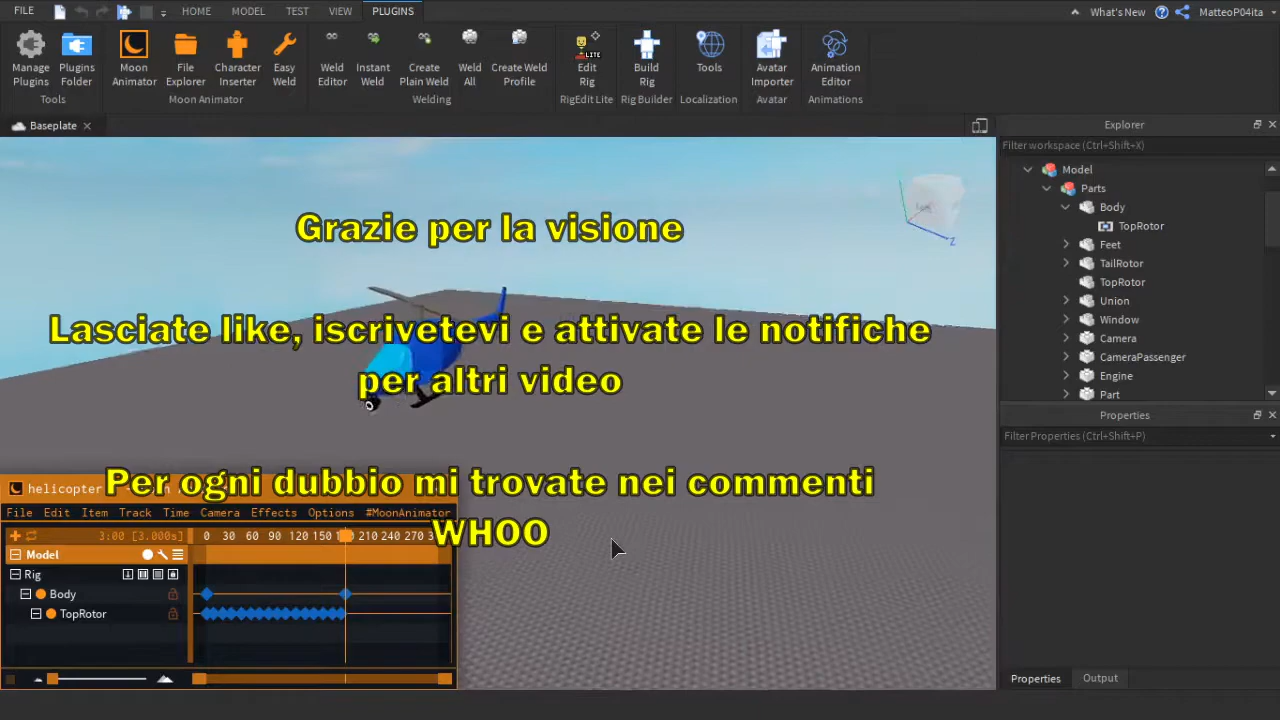 FILE HOME MODEL TEST VIEW PLUGINS What's New MatteoP04ita
Manage Plugins
Plugins Folder
Moon Animator
File Explorer
Character Inserter
Easy Weld
Weld Editor
Instant Weld
Create Plain Weld
Weld All
Create Weld Profile
LITE
Edit Rig
Build Rig
Tools
Avatar Importer
Animation Editor
Tools Moon Animator Welding RigEdit Lite Rig Builder Localization Avatar Animations
Baseplate
Explorer
Filter workspace (Ctrl+Shift+X)
Model
Parts
Body
TopRotor
Feet
TailRotor
TopRotor
Union
Window
Camera
CameraPassenger
Engine
Part
Properties
Filter Properties (Ctrl+Shift+P)
Properties Output
Z
Grazie per la visione
Lasciate like, iscrivetevi e attivate le notifiche
per altri video
Per ogni dubbio mi trovate nei commenti
WHOO
helicopter
File Edit Item Track Time Camera Effects Options #MoonAnimator
3:00 [3.000s] 0 30 60 90 120 150 210 240 270
Model
Rig
Body
TopRotor